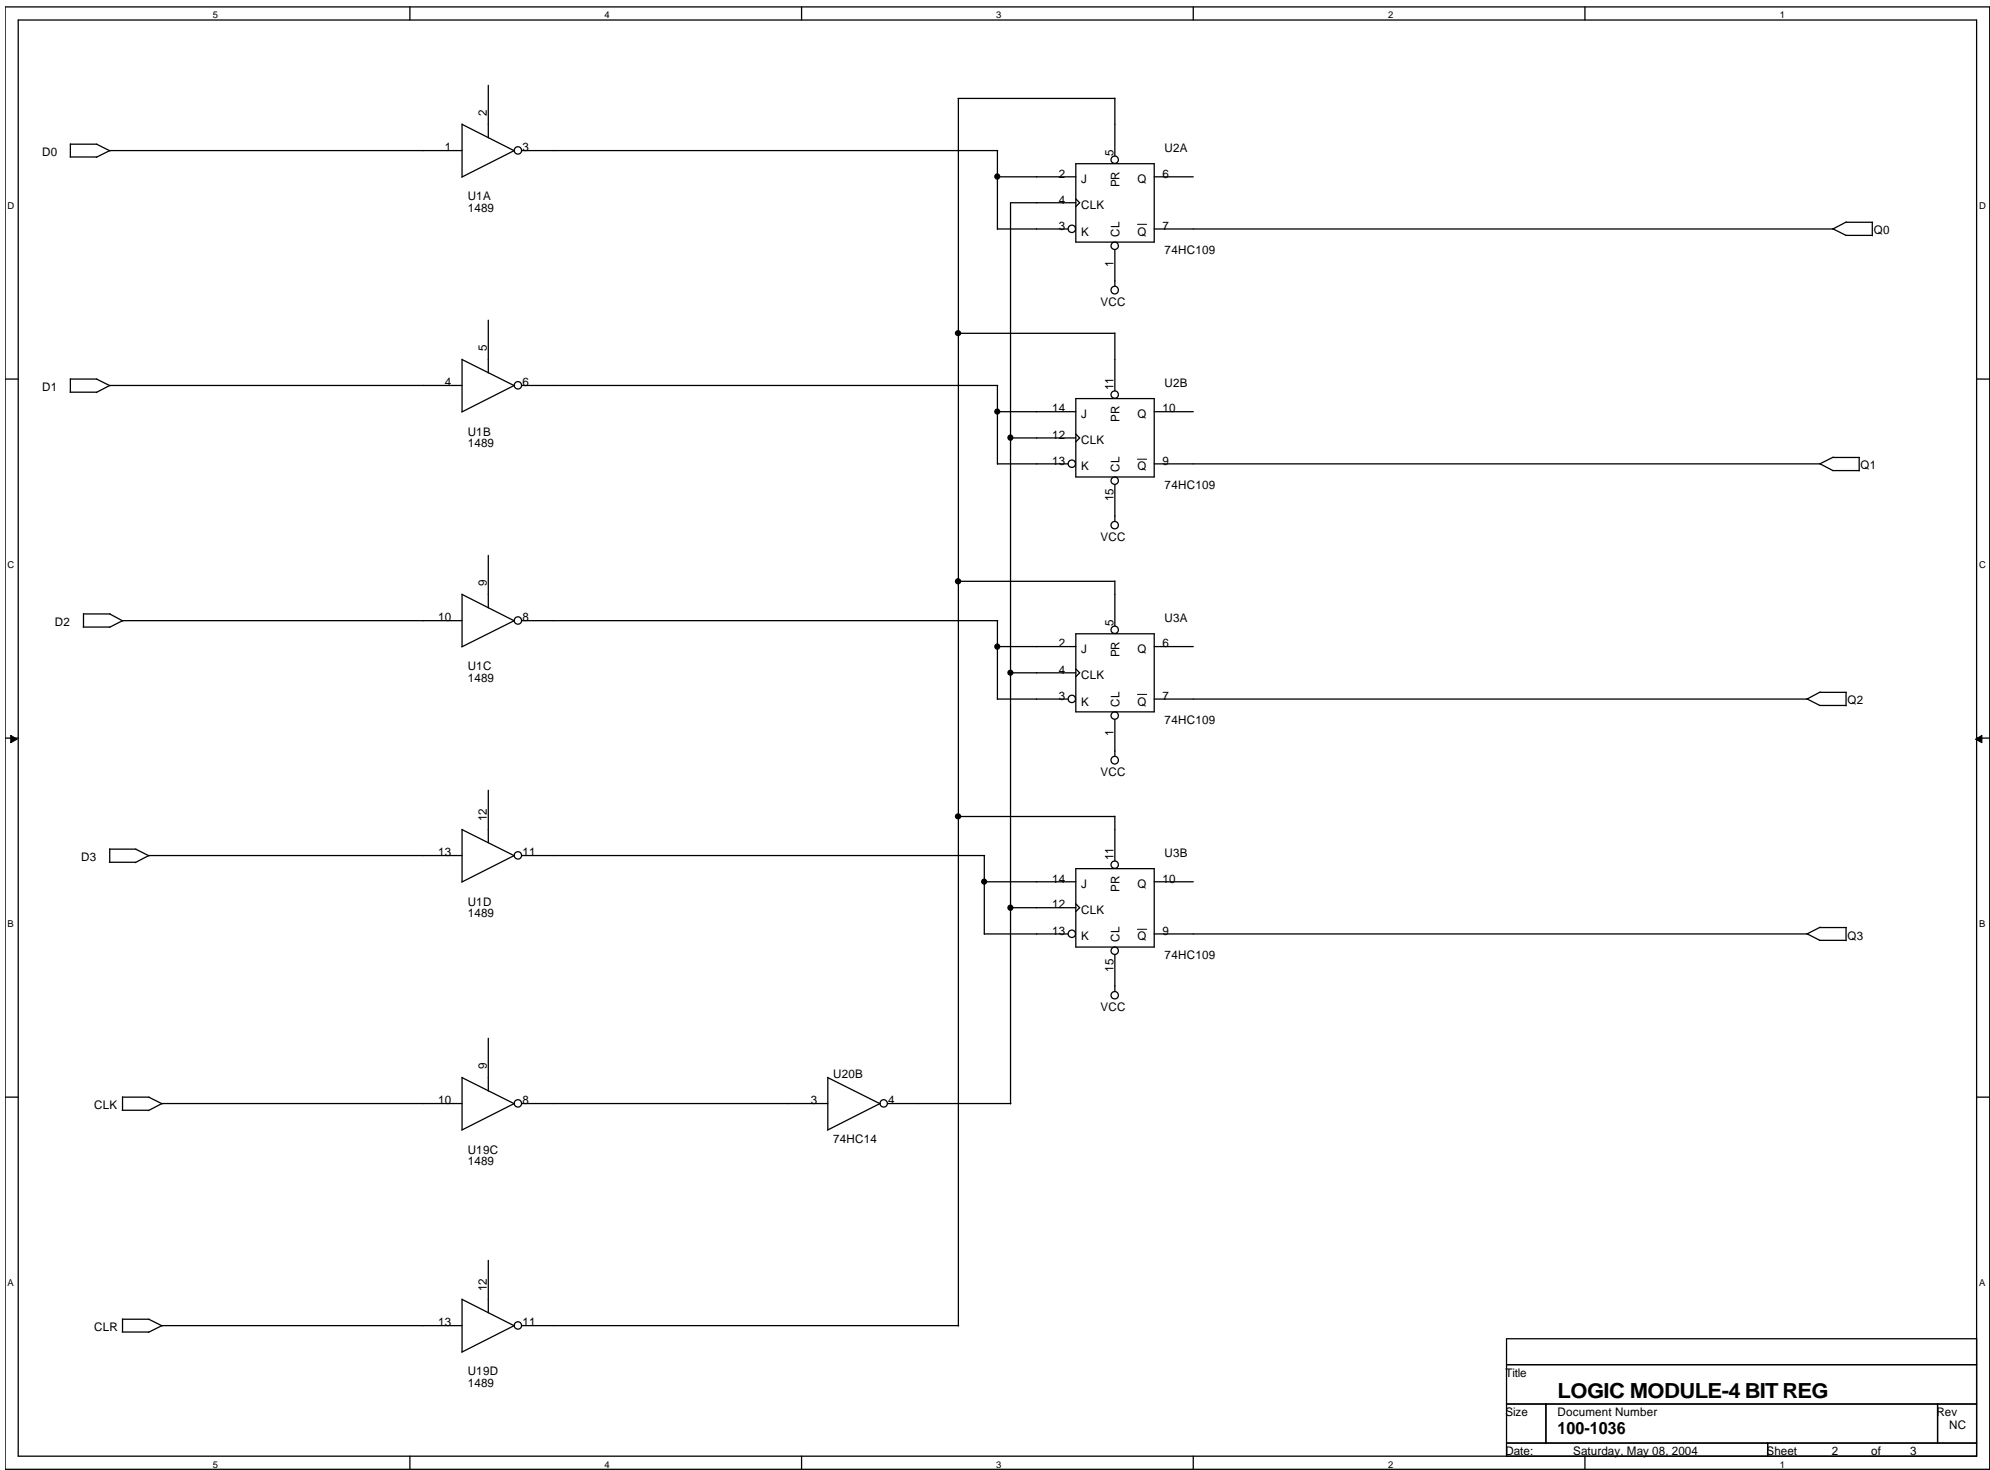 5 4 3 2 1
D0
1
2
3
U1A
1489
5
U2A
2
J
PR
Q
6
4
CLK
3
K
CL
Q
7
74HC109
1
VCC
Q0
D
D
D1
4
5
6
U1B
1489
11
U2B
14
J
PR
Q
10
12
CLK
13
K
CL
Q
9
74HC109
15
VCC
Q1
C
C
D2
10
9
8
U1C
1489
5
U3A
2
J
PR
Q
6
4
CLK
3
K
CL
Q
7
74HC109
1
VCC
Q2
D3
13
12
11
U1D
1489
11
U3B
14
J
PR
Q
10
12
CLK
13
K
CL
Q
9
74HC109
15
VCC
Q3
B
B
CLK
10
9
8
U19C
1489
U20B
3
4
74HC14
A
A
CLR
13
12
11
U19D
1489
Title
LOGIC MODULE-4 BIT REG
Size
Document Number
Rev
100-1036
NC
Date: Saturday, May 08, 2004 Sheet 2 of 3
5 4 3 2 1